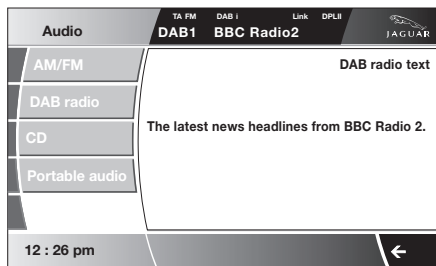 Audio
TA FM DAB i Link DPLII
DAB1 BBC Radio2
JAGUAR
AM/FM
DAB radio text
DAB radio
The latest news headlines from BBC Radio 2.
CD
Portable audio
12 : 26 pm